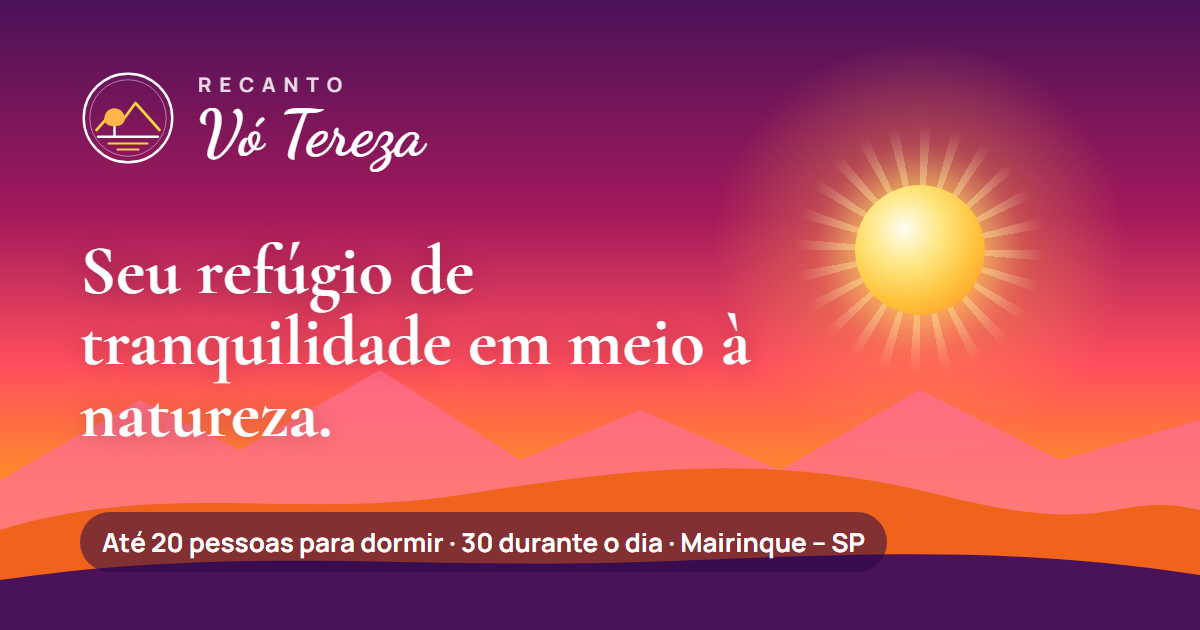 RECANTO
Vó Tereza
Seu refúgio de
tranquilidade em meio à
natureza.
Até 20 pessoas para dormir · 30 durante o dia · Mairinque – SP